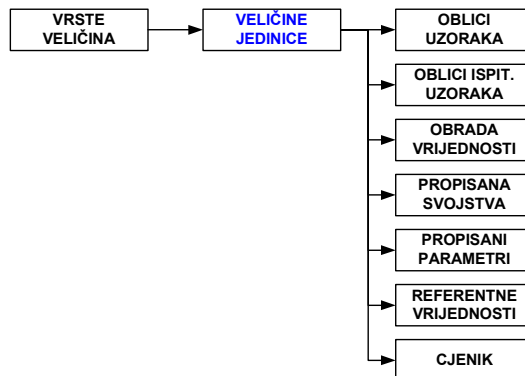 VRSTE
VELIČINA
VELIČINE
JEDINICE
OBLICI
UZORAKA
OBLICI ISPIT.
UZORAKA
OBRADA
VRIJEDNOSTI
PROPISANA
SVOJSTVA
PROPISANI
PARAMETRI
REFERENTNE
VRIJEDNOSTI
CJENIK